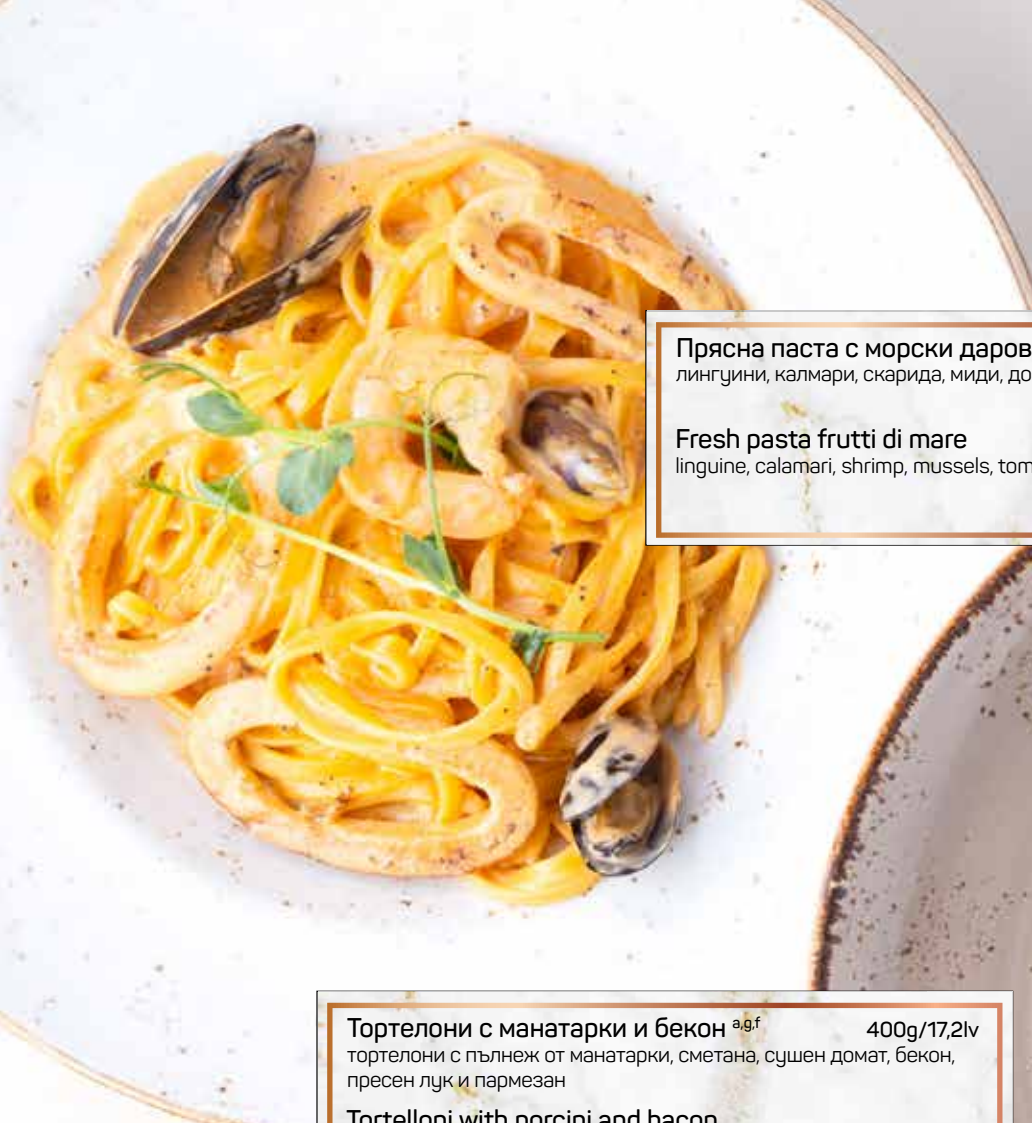 Прясна паста с морски даров
лингуини, калмари, скарида, миди, до
Fresh pasta frutti di mare
linguine, calamari, shrimp, mussels, tom
Тортелони с манатарки и бекон a,g,f 400g/17,2lv
тортелони с пълнеж от манатарки, сметана, сушен домат, бекон,
пресен лук и пармезан
Tortelloni with porcini and bacon